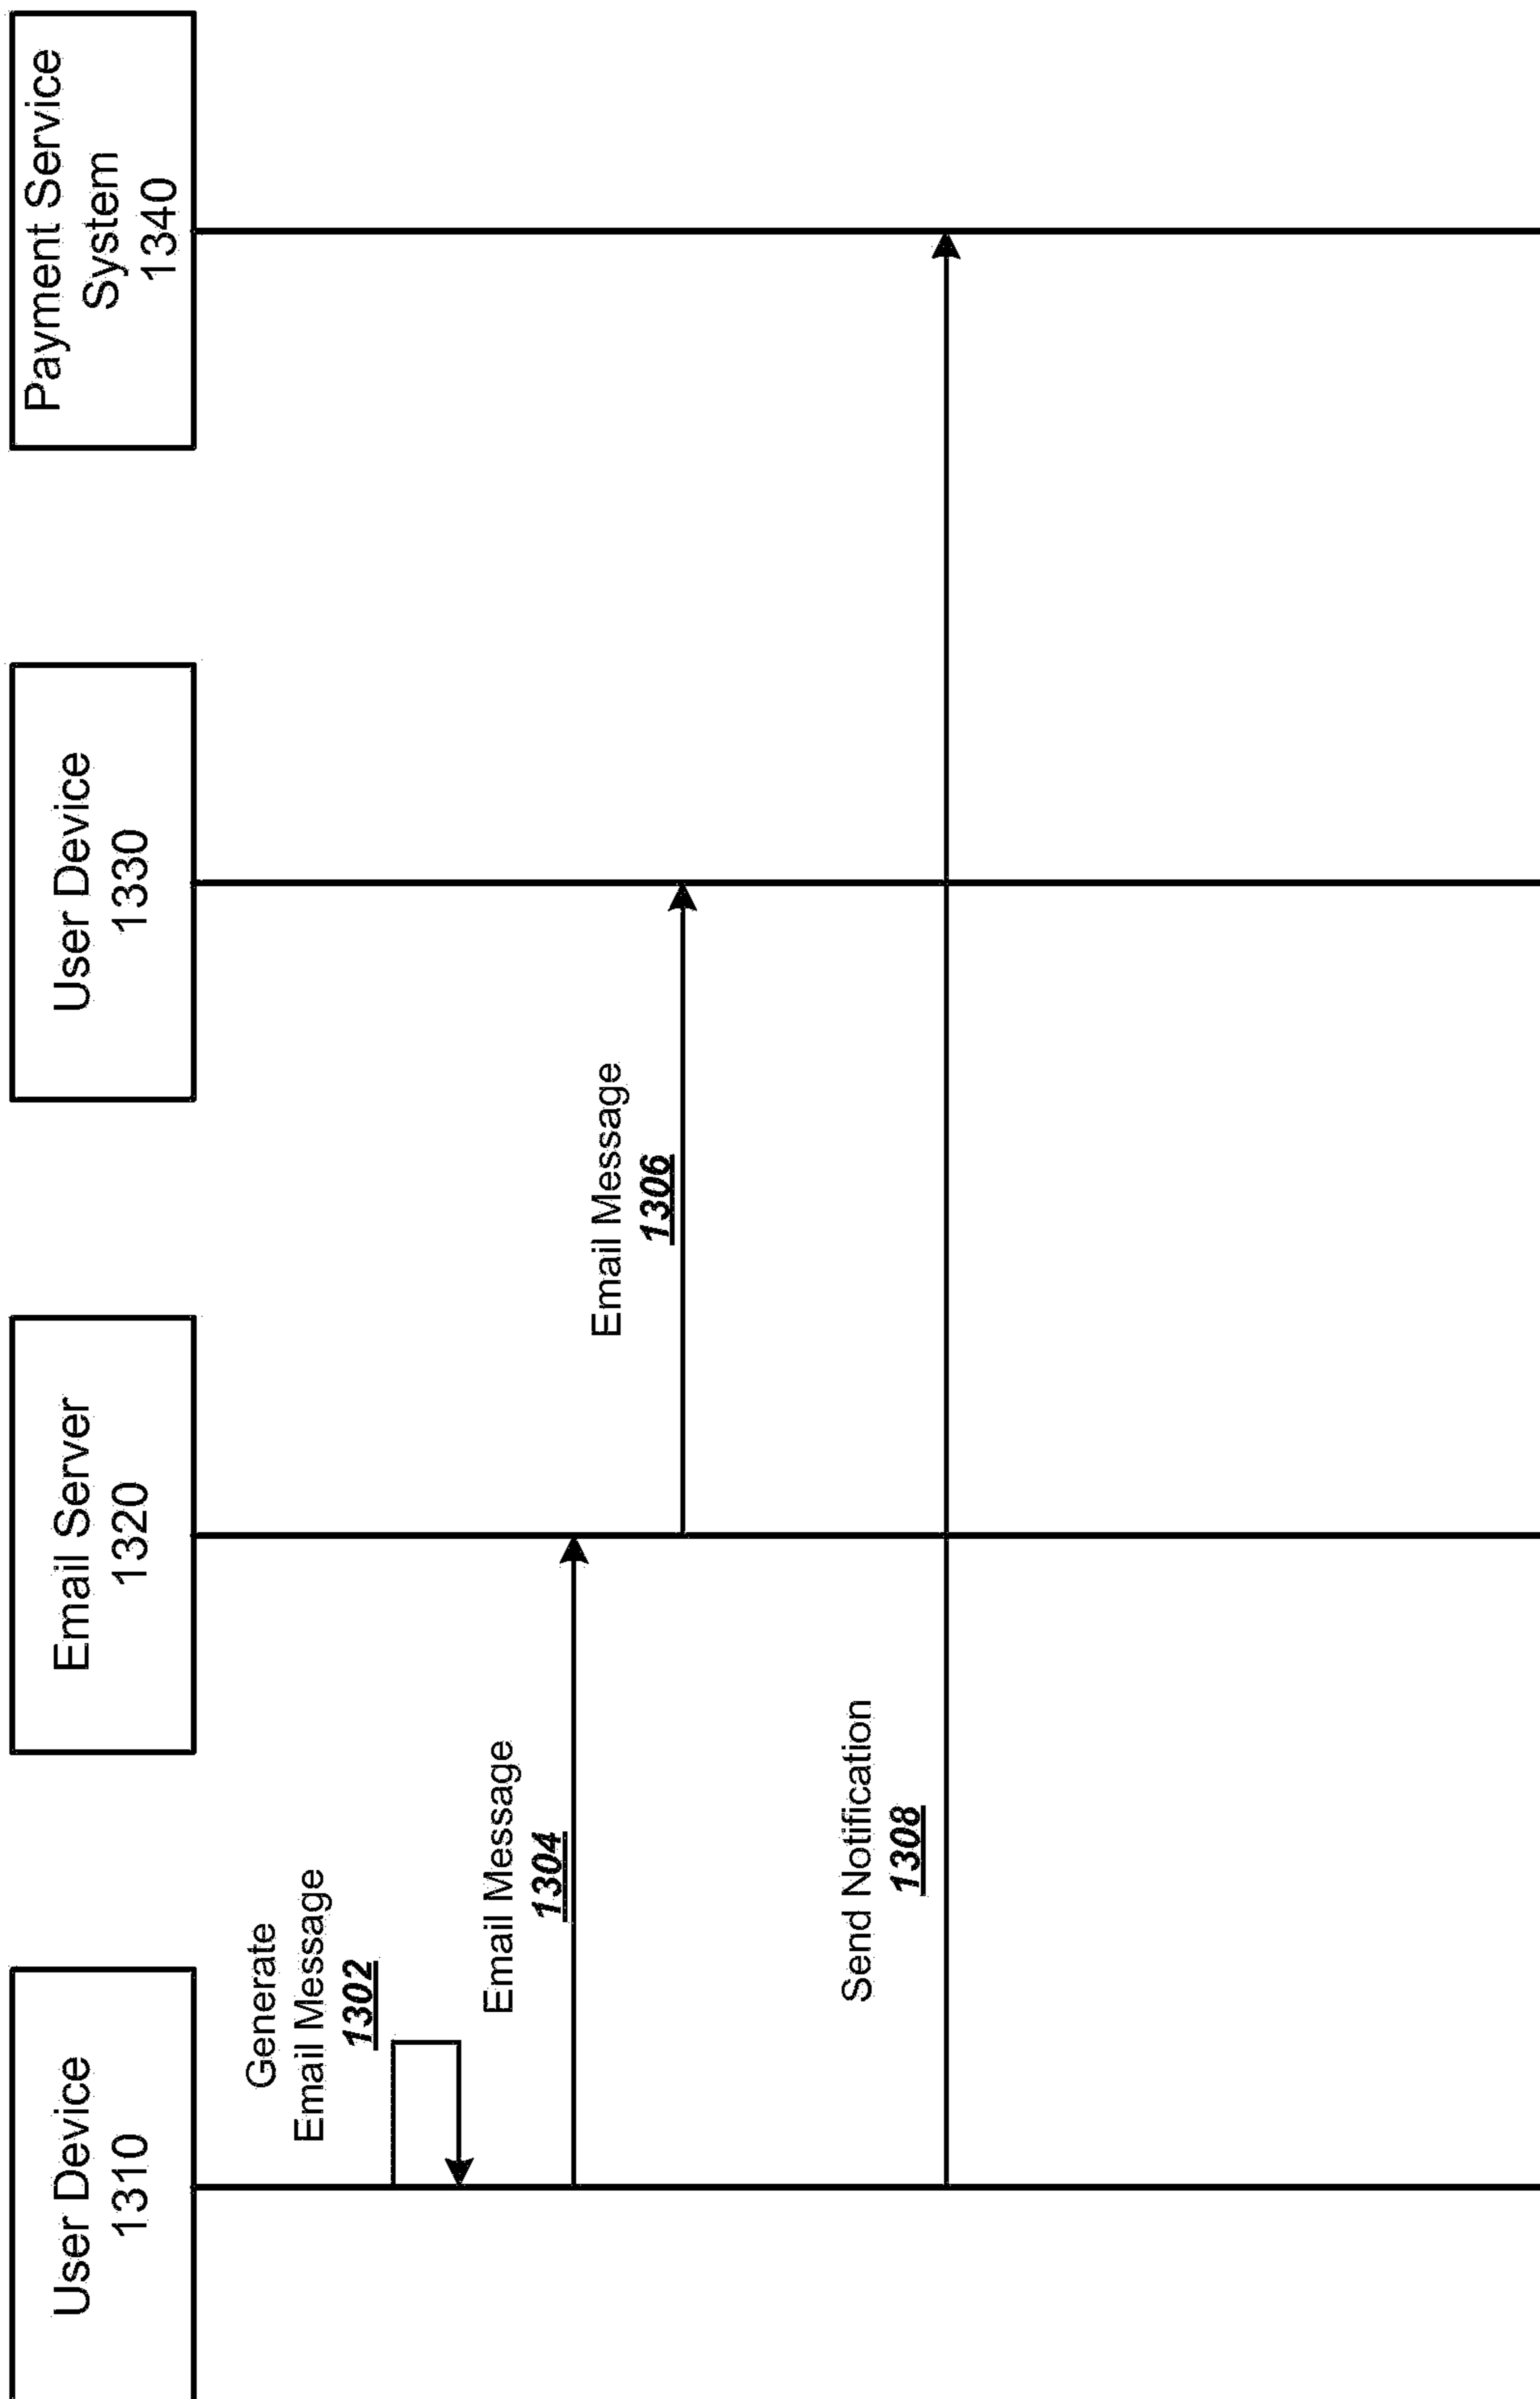 User Device
1310
Email Server
1320
User Device
1330
Payment Service
System
1340
Generate
Email Message
1302
Email Message
1304
Email Message
1306
Send Notification
1308